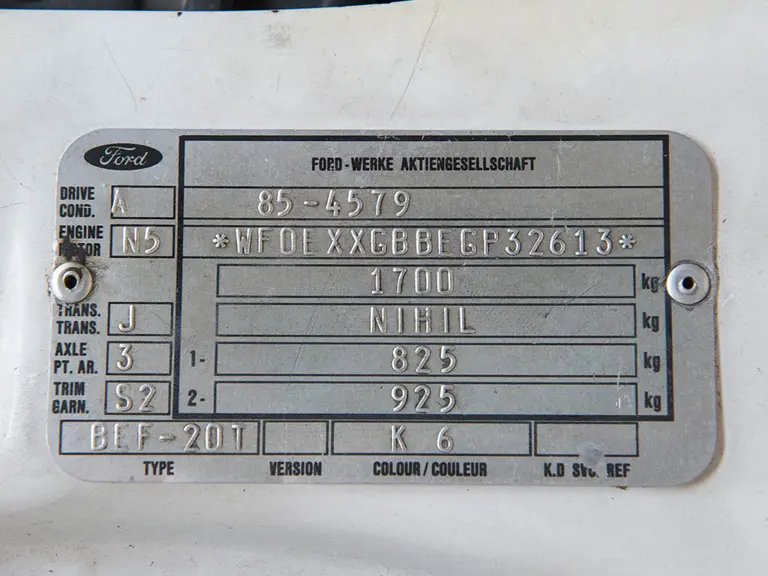 Ford
FORD-WERKE AKTIENGESELLSCHAFT
DRIVE COND. A 85-4579
ENGINE MOTOR N5 *WF0EXXGBBEGP32613*
1700 kg
TRANS. TRANS. J NIHIL kg
AXLE PT. AR. 3 1- 825
TRIM GARN. S2 2- 925 kg
BEF-20T K 6
TYPE VERSION COLOUR/COULEUR K.D REF